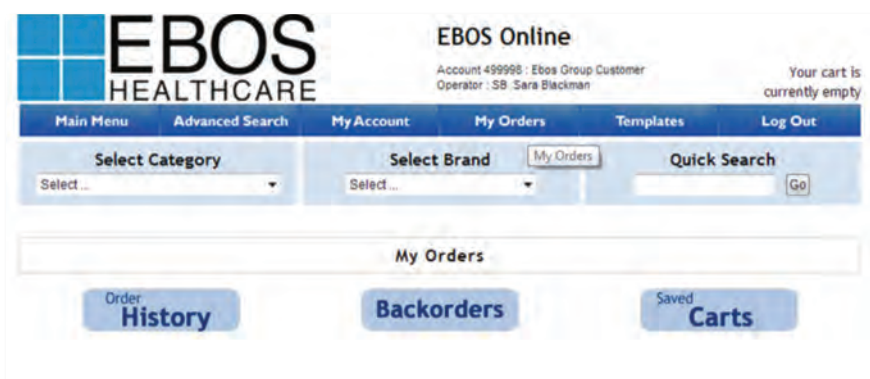 EBOS
HEALTHCARE
EBOS Online
Account 499998 : Ebos Group Customer
Operator : SB Sara Blackman
Your cart is
currently empty
Main Menu Advanced Search My Account My Orders Templates Log Out
Select Category Select Brand My Orders Quick Search
Select ... Select ... Go
My Orders
Order History Backorders Saved Carts